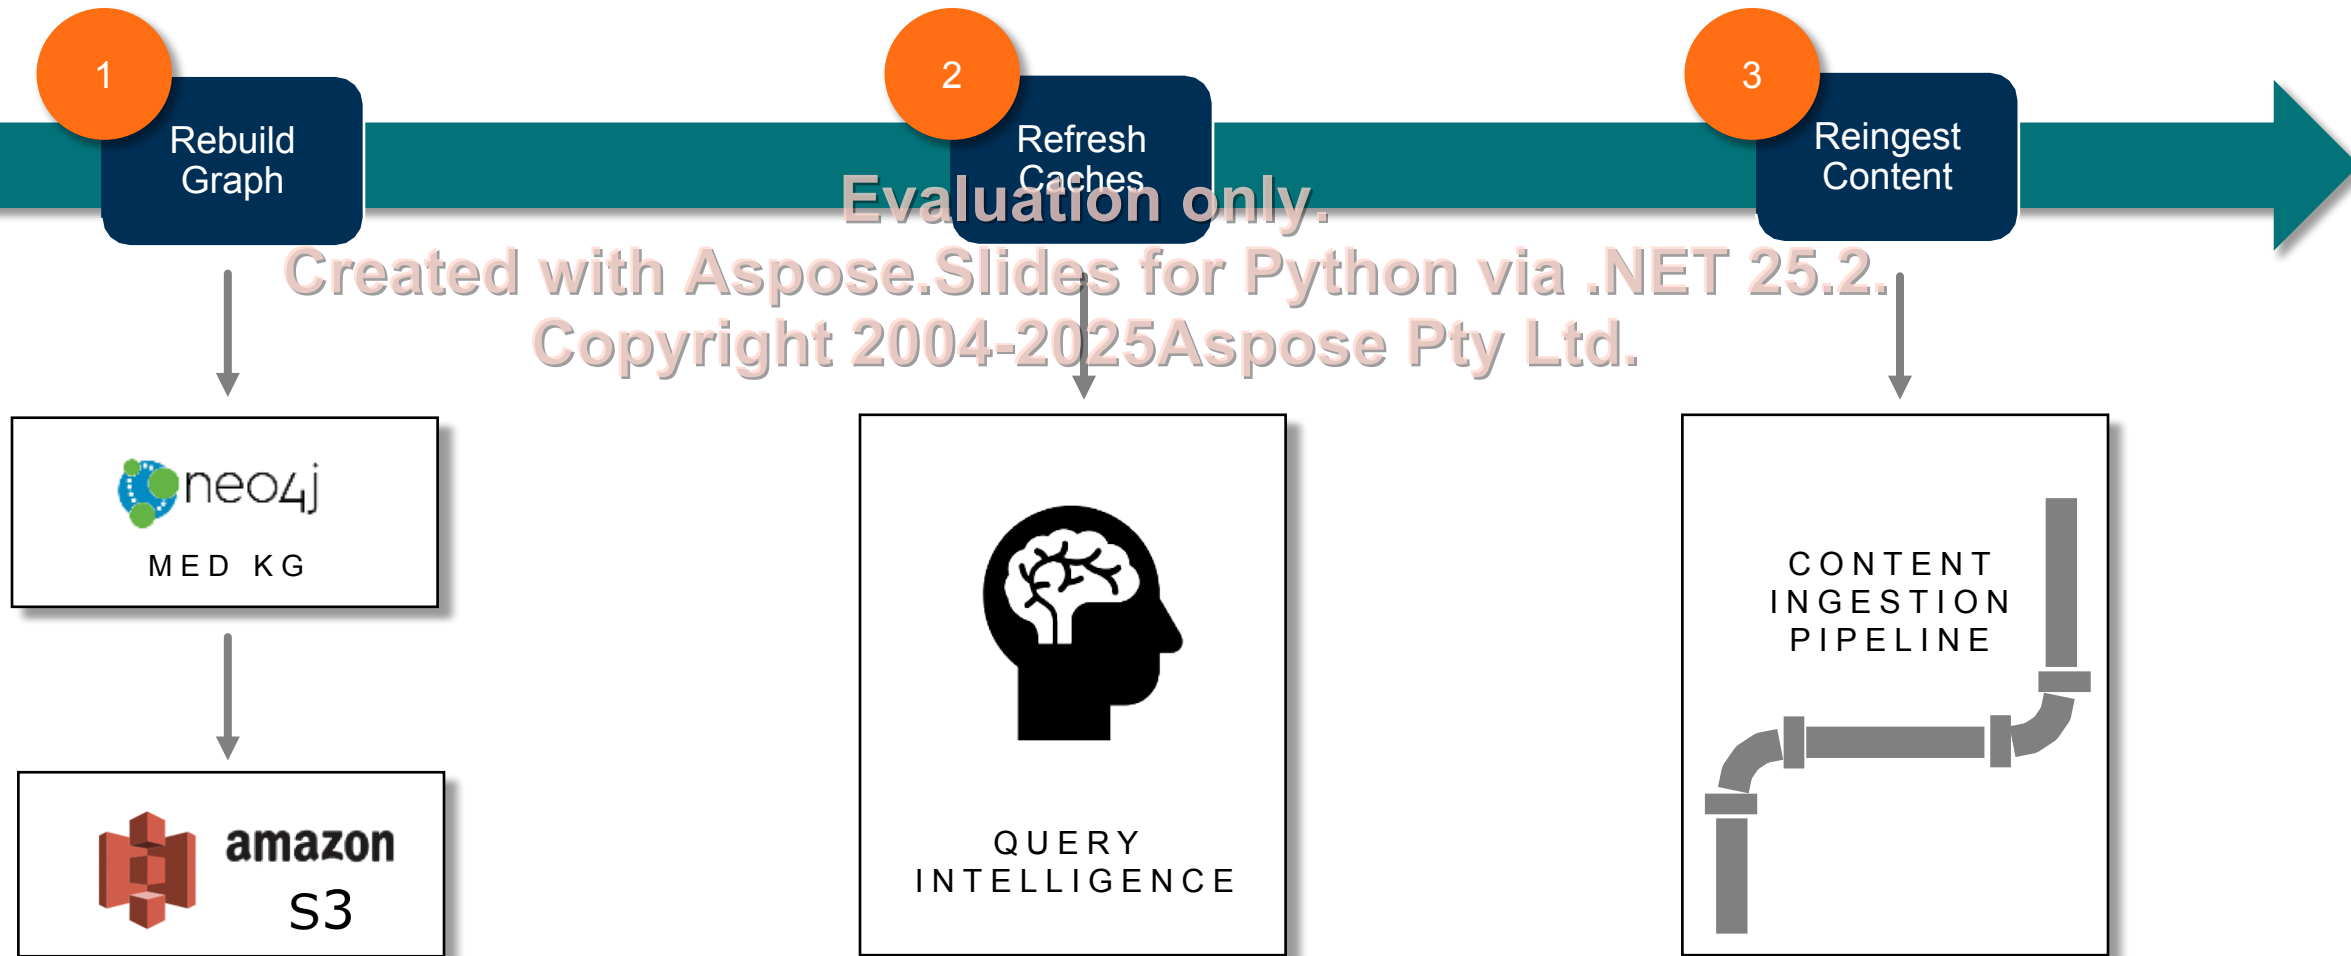 1
Rebuild
Graph
2
Refresh
Caches
3
Reingest
Content
Evaluation only.
Created with Aspose.Slides for Python via .NET 25.2.
Copyright 2004-2025Aspose Pty Ltd.
neo4j
MED KG
amazon
S3
QUERY
INTELLIGENCE
CONTENT
INGESTION
PIPELINE